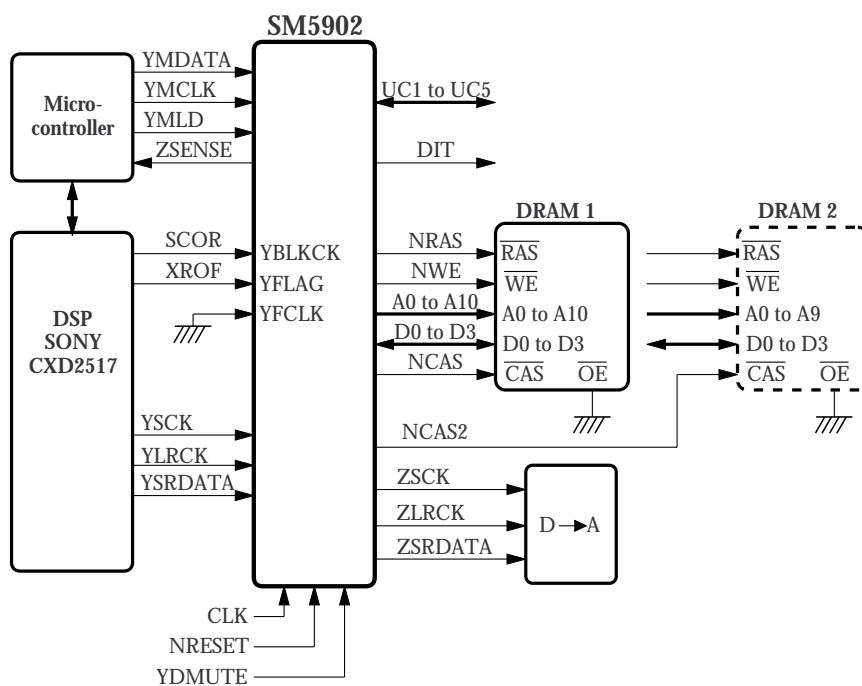 SM5902
YMDATA
YMCLK
YMLD
ZSENSE
Micro-
controller
UC1 to UC5
DIT
DRAM 1
DRAM 2
SCOR
XROF
YBLKCK
YFLAG
YFCLK
NRAS
NWE
A0 to A10
D0 to D3
NCAS
RAS
WE
A0 to A10
D0 to D3
CAS
OE
RAS
WE
A0 to A9
D0 to D3
CAS
OE
DSP
SONY
CXD2517
YSCK
YLRCK
YSRDATA
NCAS2
ZSCK
ZLRCK
ZSRDATA
D
A
CLK
NRESET
YDMUTE